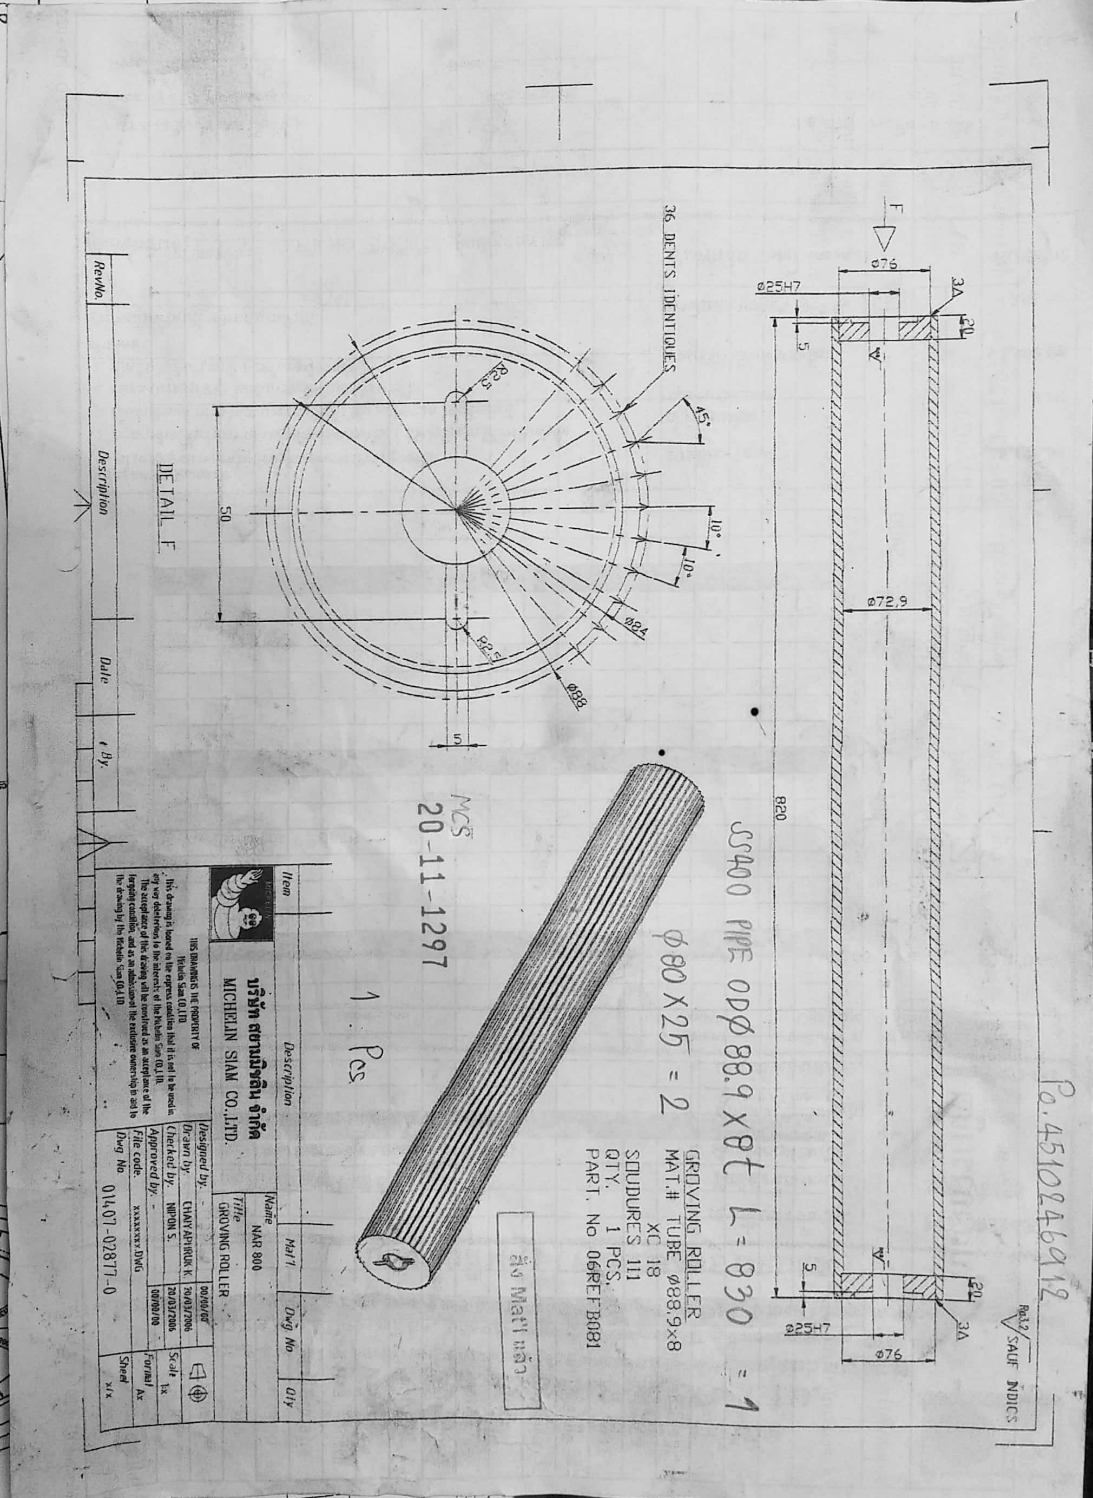 Po. 4510246912
Ra3.2 SAUF INDICS
20
20
3Δ
3Δ
F
Ø76
Ø72.9
Ø76
5
5
Ø25H7
Ø25H7
820
SS400 PIPE ODØ88.9 X 8t L = 830 = 1
Ø80 X 25 = 2
GROVING ROLLER
MAT.# TUBE Ø88.9x8
XC 18
SOUDURES 111
QTY. 1 PCS.
PART. No 06REFB081
45°
10°
10°
36 DENTS IDENTIQUES
Ø84
Ø88
R2.5
R2.5
5
50
DETAIL F
สั่ง Mat'l แล้ว
MCS
20-11-1297
1. Pcs
Item Description Mat'l Dwg No Qty
MICHELIN
บริษัท สยามมิชลิน จำกัด
MICHELIN SIAM CO.,LTD.
Name
NAR 800
Title
GROVING ROLLER
THIS DRAWING IS THE PROPERTY OF
Michelin Siam CO.,LTD
This drawing is loaned on the express condition that it is not to be used in
any way deleterious to the interests of the Michelin Siam CO.,LTD.
The acceptance of this drawing will be construed as an acceptance of the
forgoing condition, and as an admission of the exclusive ownership in and to
the drawing by the Michelin Siam CO.,LTD
Designed by. - 00/00/00
Drawn by. CHAIYAPHRUK K. 20/03/2006
Checked by. NIPON S. 20/03/2006
Approved by. - 00/00/00
File code. xxxxxxxx.DWG
Dwg No
01407-02877-0
Scale
1:x
Format
Ax
Sheet
x/x
RevNo. Description Date By.